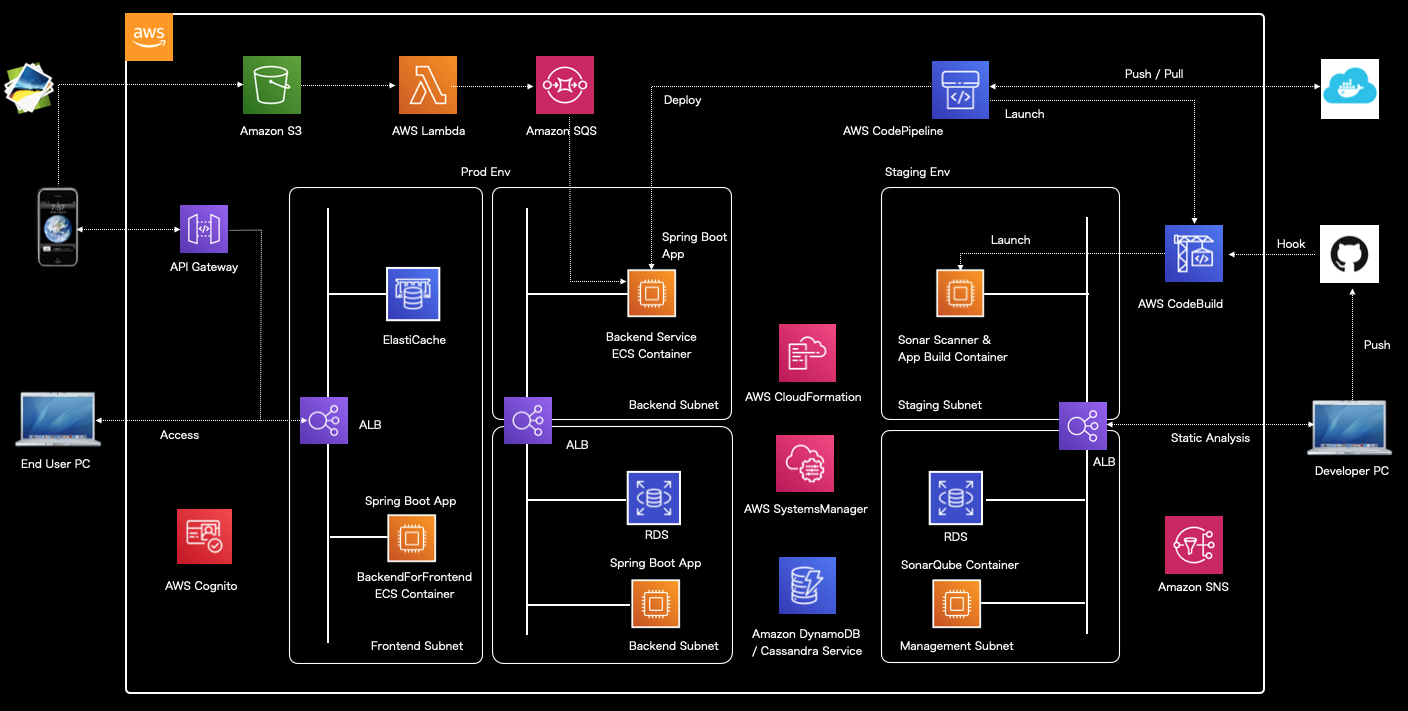 aws
Amazon S3
AWS Lambda
Amazon SQS
Deploy
AWS CodePipeline
Push / Pull
Launch
Prod Env
Staging Env
API Gateway
Spring Boot
App
Launch
Hook
AWS CodeBuild
ElastiCache
Backend Service
ECS Container
Sonar Scanner &
App Build Container
Push
AWS CloudFormation
Backend Subnet
Staging Subnet
Access
ALB
ALB
ALB
Static Analysis
End User PC
Developer PC
Spring Boot App
AWS SystemsManager
RDS
RDS
Spring Boot App
SonarQube Container
AWS Cognito
BackendForFrontend
ECS Container
Amazon SNS
Amazon DynamoDB
/ Cassandra Service
Frontend Subnet
Backend Subnet
Management Subnet